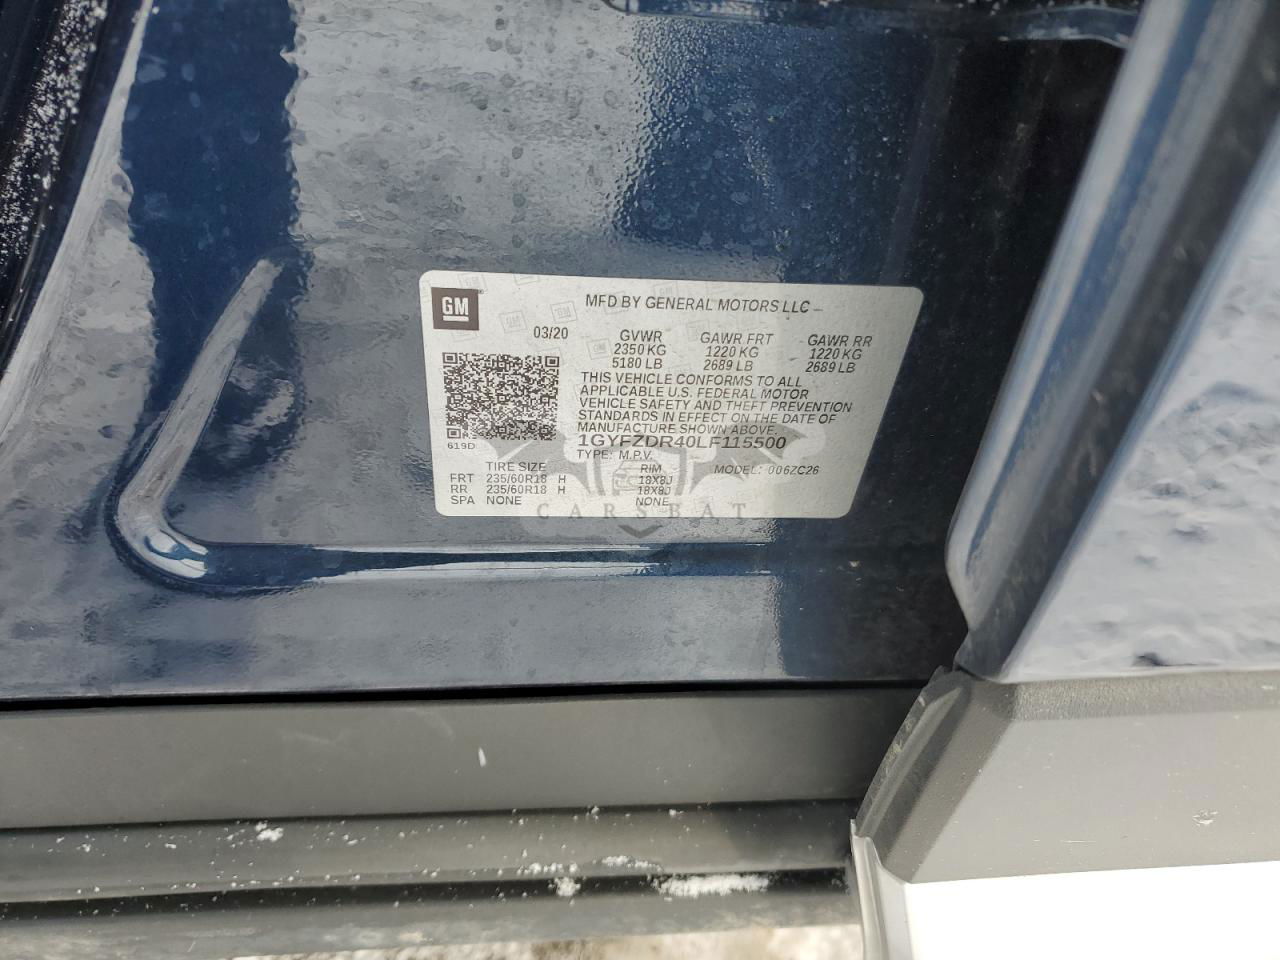 GM
MFD BY GENERAL MOTORS LLC
03/20 GVWR GAWR FRT GAWR RR
2350 KG 1220 KG 1220 KG
5180 LB 2689 LB 2689 LB
THIS VEHICLE CONFORMS TO ALL
APPLICABLE U.S. FEDERAL MOTOR
VEHICLE SAFETY AND THEFT PREVENTION
STANDARDS IN EFFECT ON THE DATE OF
MANUFACTURE SHOWN ABOVE.
619D
1GYFZDR40LF115500
TYPE: M.P.V. MODEL: 006ZC26
TIRE SIZE RIM
FRT 235/60R18 H 18X8J
RR 235/60R18 H 18X8J
SPA NONE NONE
CARSBAT